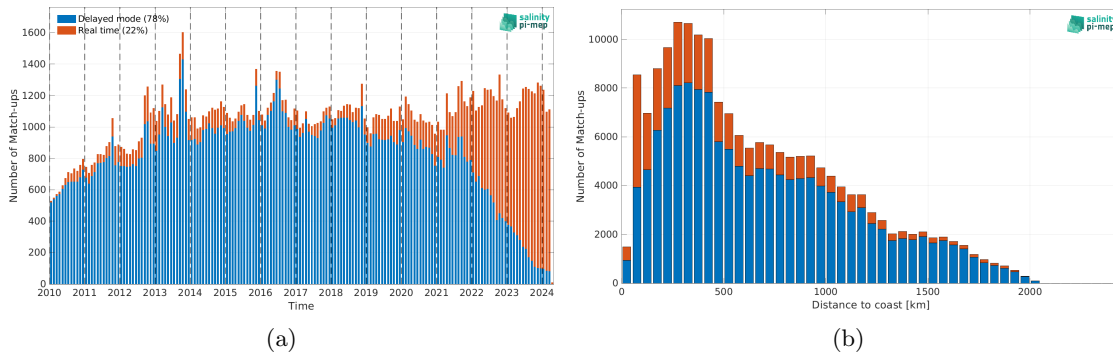 Delayed mode (78%)
Real time (22%)
salinity
pi-mep
Number of Match-ups
1600
1400
1200
1000
800
600
400
200
0
2010 2011 2012 2013 2014 2015 2016 2017 2018 2019 2020 2021 2022 2023 2024
Time
(a)
salinity
pi-mep
Number of Match-ups
10000
8000
6000
4000
2000
0
0 500 1000 1500 2000
Distance to coast [km]
(b)